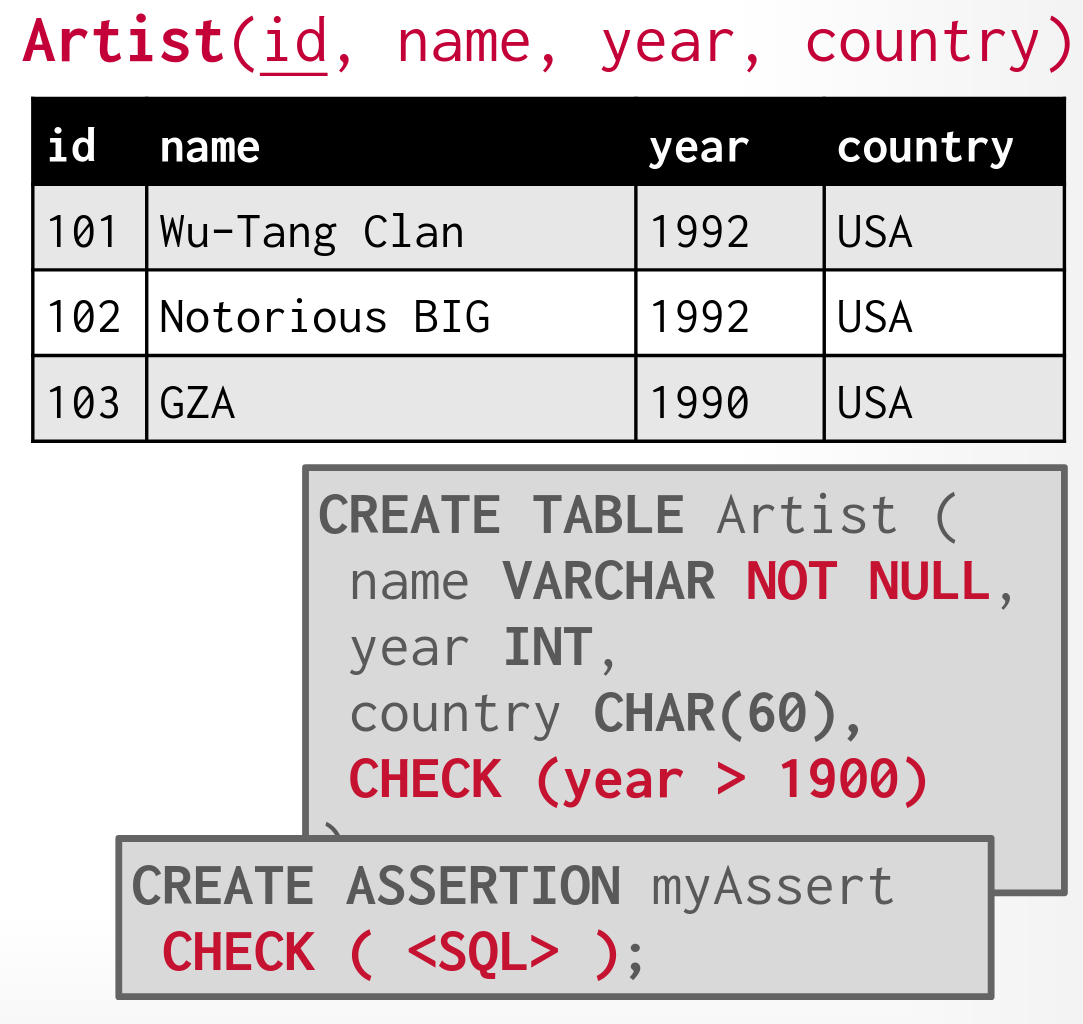 Artist(id, name, year, country)
id name year country
101 Wu-Tang Clan 1992 USA
102 Notorious BIG 1992 USA
103 GZA 1990 USA
CREATE TABLE Artist (
name VARCHAR NOT NULL,
year INT,
country CHAR(60),
CHECK (year > 1900)
)
CREATE ASSERTION myAssert
CHECK ( <SQL> );